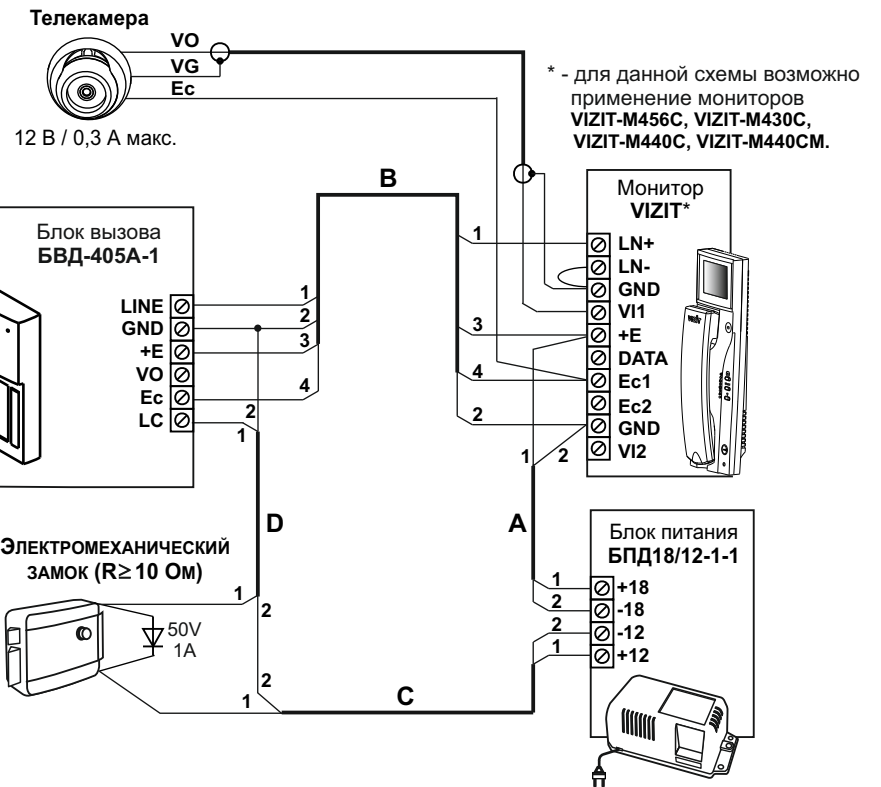 Телекамера
VO
VG
Ec
12 В / 0,3 А макс.
* - для данной схемы возможно
применение мониторов
VIZIT-M456C, VIZIT-M430C,
VIZIT-M440C, VIZIT-M440CM.
B
Блок вызова
БВД-405А-1
LINE
GND
+E
VO
Ec
LC
1
2
3
4
2
1
Монитор
VIZIT*
LN+
LN-
GND
VI1
+E
DATA
Ec1
Ec2
GND
VI2
1
3
4
2
1
2
VIZIT
D
A
ЭЛЕКТРОМЕХАНИЧЕСКИЙ
ЗАМОК (R≥ 10 ОМ)
1
2
50V
1A
2
1
C
Блок питания
БПД18/12-1-1
1
2
2
1
+18
-18
-12
+12